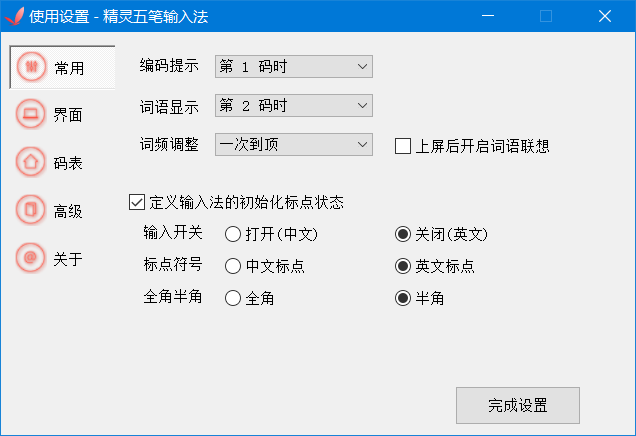 使用设置 - 精灵五笔输入法
常用
界面
码表
高级
关于
编码提示 第 1 码时
词语显示 第 2 码时
词频调整 一次到顶 上屏后开启词语联想
定义输入法的初始化标点状态
输入开关 打开(中文) 关闭(英文)
标点符号 中文标点 英文标点
全角半角 全角 半角
完成设置